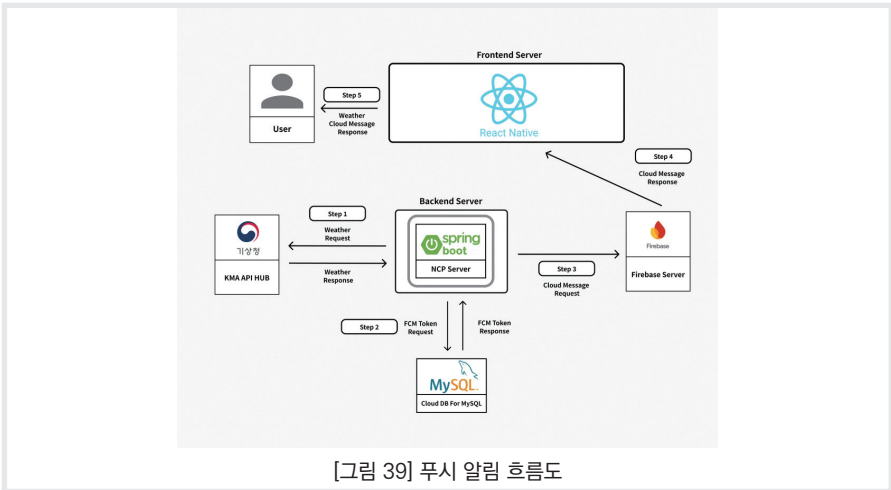 Frontend Server
React Native
User
Step 5
Weather
Cloud Message
Response
Step 4
Cloud Message
Response
Backend Server
spring
boot
NCP Server
Step 1
Weather
Request
기상청
KMA API HUB
Weather
Response
Step 3
Cloud Message
Request
Firebase
Firebase Server
Step 2
FCM Token
Request
FCM Token
Response
MySQL
Cloud DB For MySQL
[그림 39] 푸시 알림 흐름도